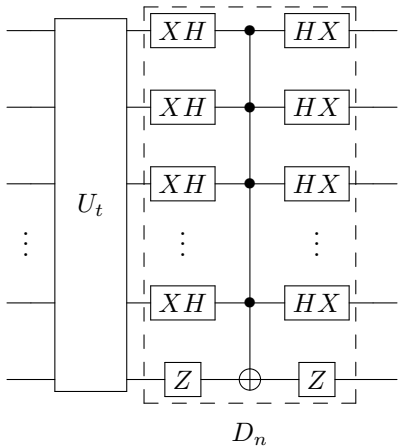 XH HX
XH HX
XH HX
U_t
⋮ ⋮ ⋮
XH HX
Z Z
D_n